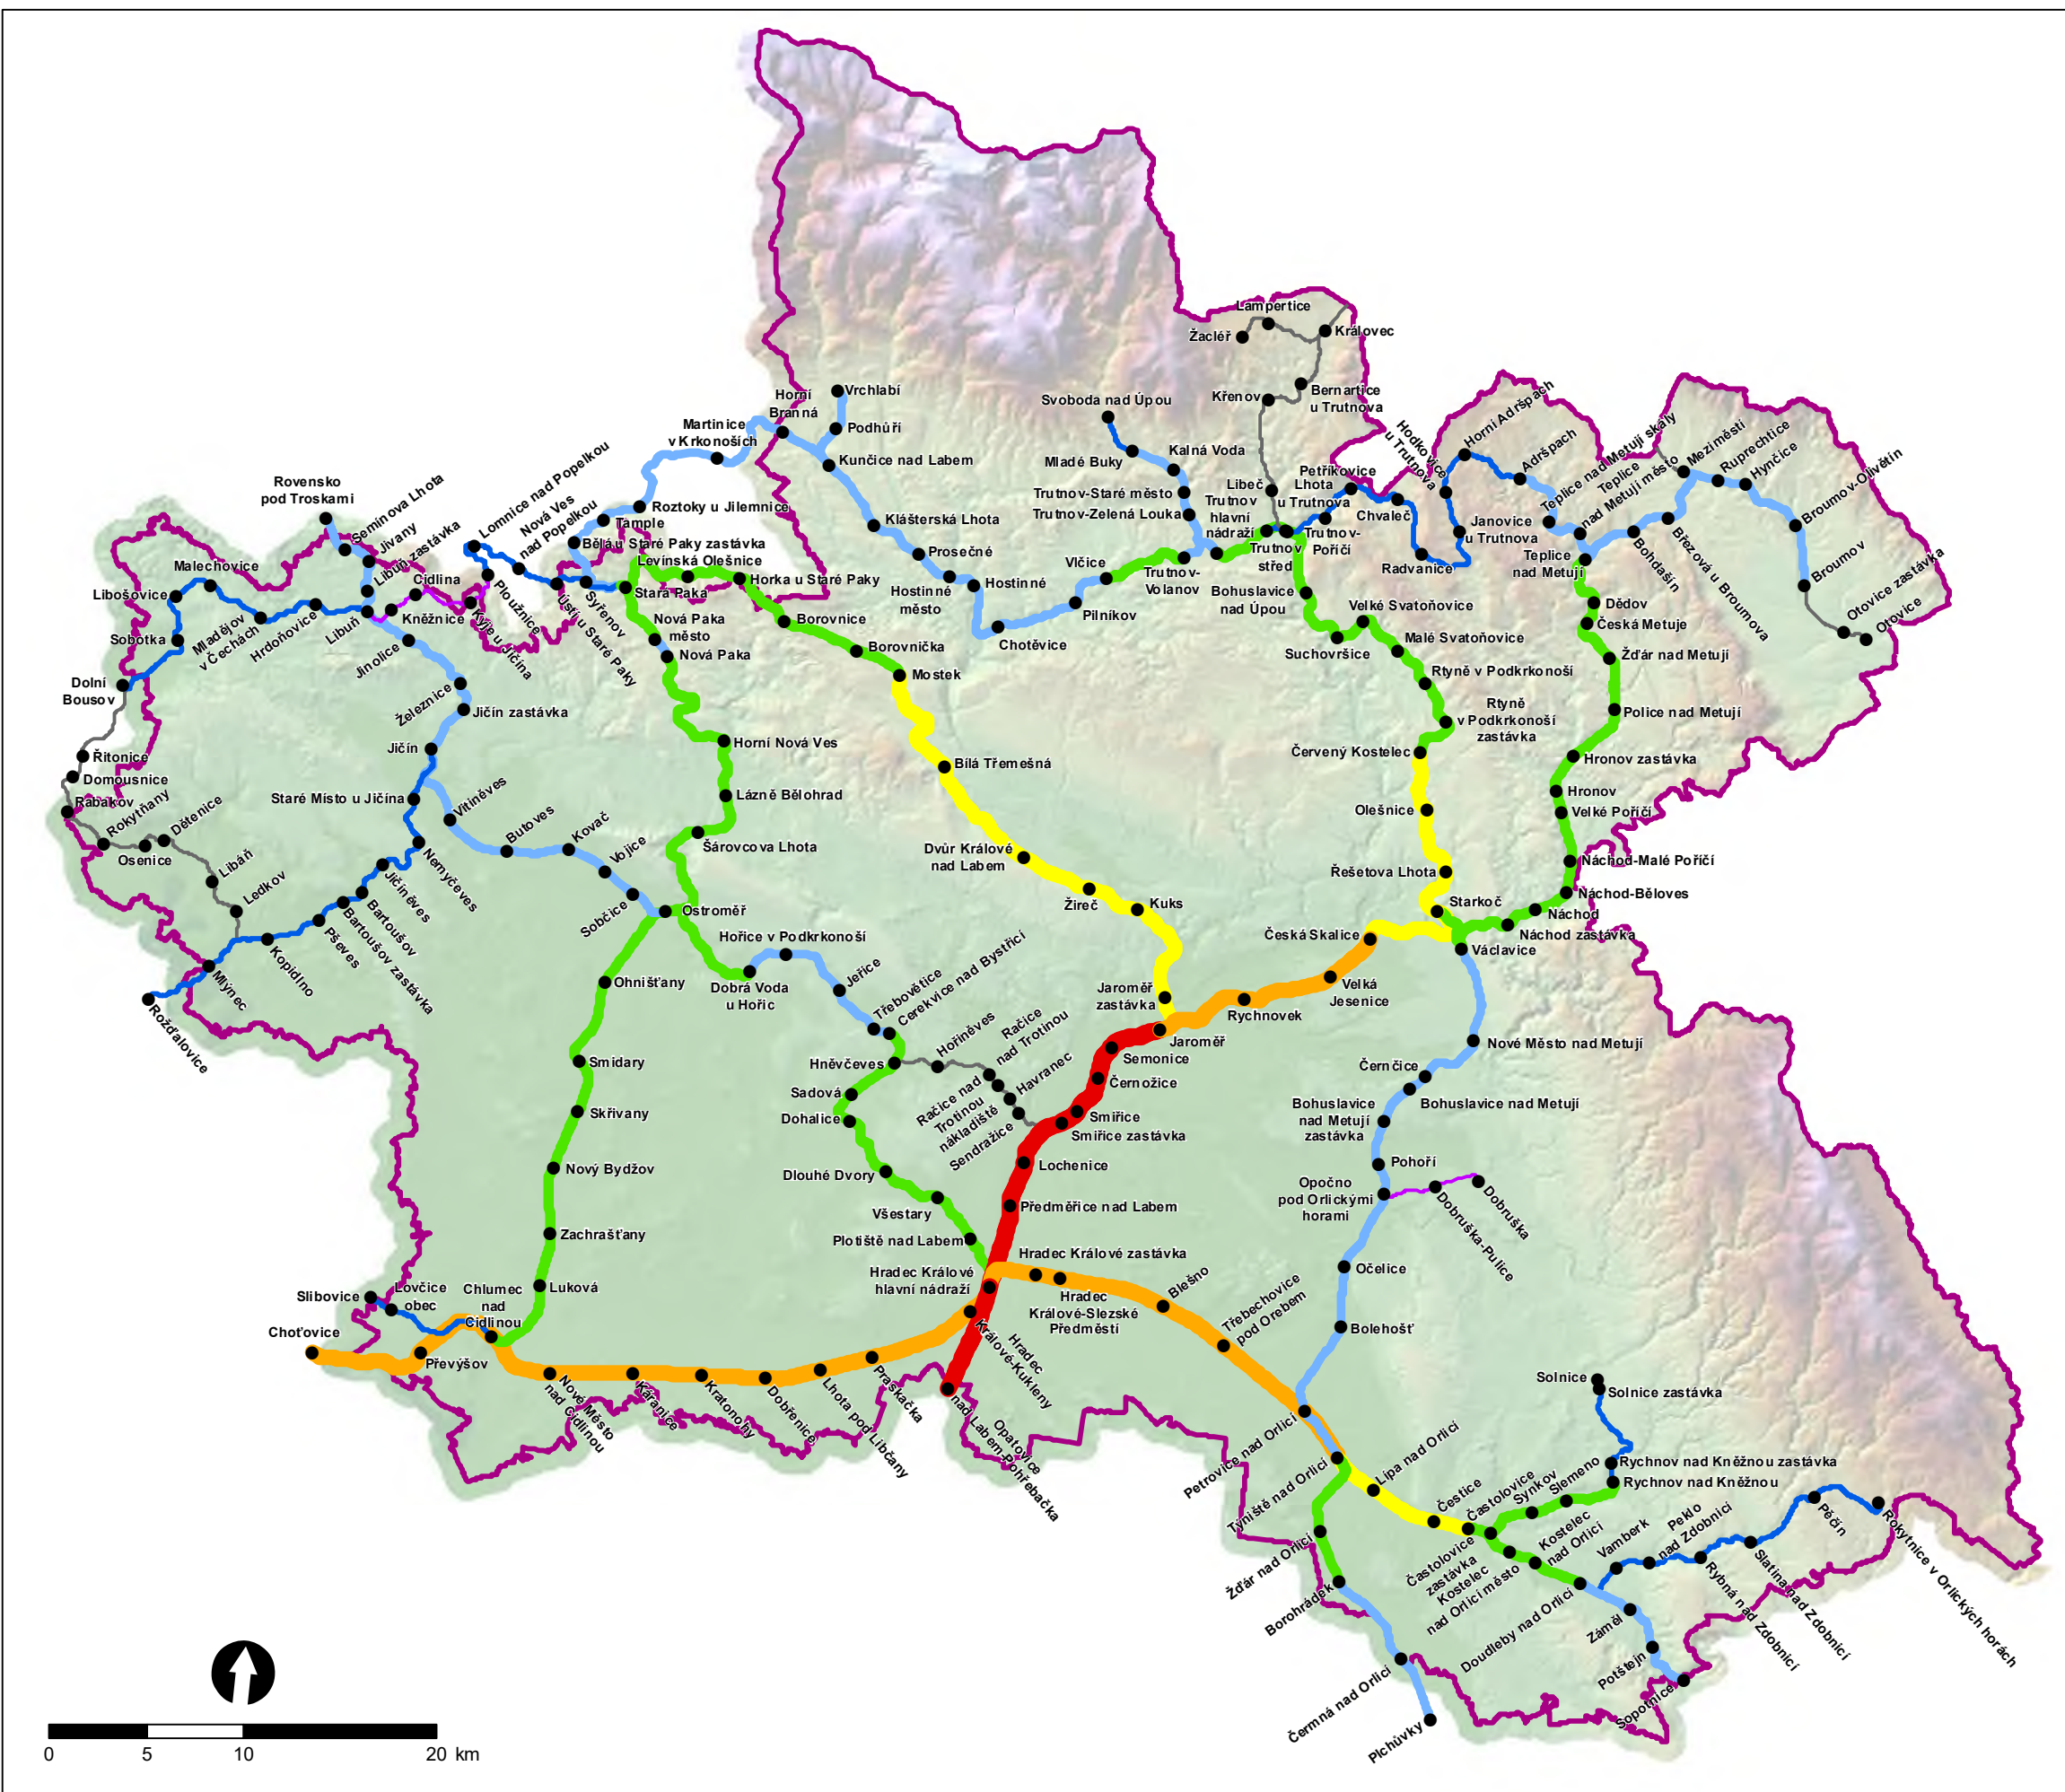 Lampertice
Žacléř
Královec
Křenov
Bernartice
u Trutnova
Vrchlabí
Horní
Branná
Podhůří
Martinice
v Krkonoších
Kunčice nad Labem
Svoboda nad Úpou
Mladé Buky
Kalná Voda
Trutnov-Staré město
Trutnov-Zelená Louka
Libeč
Trutnov
hlavní
nádraží
Petříkovice
Lhota
u Trutnova
Hodkovice
u Trutnova
Horní Adršpach
Adršpach
Teplice nad Metují skály
Teplice
nad Metují město
Meziměstí
Ruprechtice
Hynčice
Broumov-Olivětín
Broumov
Otovice zastávka
Otovice
Chvaleč
Janovice
u Trutnova
Radvanice
Teplice
nad Metují
Bohdašín
Březová u Broumova
Rovensko
pod Troskami
Semínova Lhota
Jivany
Libuň zastávka
Lomnice nad Popelkou
Nová Ves
nad Popelkou
Tample
Roztoky u Jilemnice
Bělá u Staré Paky zastávka
Levínská Olešnice
Horka u Staré Paky
Stará Paka
Klášterská Lhota
Prosečné
Hostinné
město
Hostinné
Chotěvice
Pilníkov
Vlčice
Trutnov-
Volanov
Trutnov
střed
Trutnov-
Poříčí
Bohuslavice
nad Úpou
Malechovice
Libošovice
Sobotka
Mladějov
v Čechách
Hrdoňovice
Libuň
Cidlina
Kněžnice
Kyje u Jičína
Ploužnice
Ústí u Staré Paky
Syřenov
Nová Paka
město
Nová Paka
Borovnice
Borovnička
Mostek
Velké Svatoňovice
Malé Svatoňovice
Suchovršice
Rtyně v Podkrkonoší
Rtyně
v Podkrkonoší
zastávka
Dědov
Česká Metuje
Žďár nad Metují
Police nad Metují
Hronov zastávka
Hronov
Velké Poříčí
Náchod-Malé Poříčí
Náchod-Běloves
Náchod
Náchod zastávka
Dolní
Bousov
Jinolice
Železnice
Jičín zastávka
Jičín
Řitonice
Domousnice
Rabakov
Rokytňany
Osenice
Dětenice
Libáň
Ledkov
Staré Místo u Jičína
Vitiněves
Butoves
Kovač
Vojice
Sobčice
Nemyčeves
Jičíněves
Bartoušov
Bartoušov zastávka
Pševes
Kopidlno
Mlýnec
Rožďalovice
Horní Nová Ves
Lázně Bělohrad
Šárovcova Lhota
Ostroměř
Bílá Třemešná
Dvůr Králové
nad Labem
Žireč
Kuks
Červený Kostelec
Olešnice
Řešetova Lhota
Starkoč
Václavice
Česká Skalice
Velká
Jesenice
Rychnovek
Jaroměř
zastávka
Jaroměř
Semonice
Černožice
Smiřice
Smiřice zastávka
Lochenice
Předměřice nad Labem
Hořice v Podkrkonoší
Dobrá Voda
u Hořic
Jeřice
Třebovětice
Cerekvice nad Bystřicí
Hněvčeves
Hořiněves
Račice
nad Trotinou
Račice nad
Trotinou
nákladiště
Havranec
Sendražice
Sadová
Dohalice
Dlouhé Dvory
Všestary
Plotiště nad Labem
Ohnišťany
Smidary
Skřivany
Nový Bydžov
Zachrašťany
Luková
Nové Město nad Metují
Černčice
Bohuslavice nad Metují
Bohuslavice
nad Metují
zastávka
Pohoří
Opočno
pod Orlickými
horami
Dobruška-Pulice
Dobruška
Očelice
Bolehošť
Hradec Králové
hlavní nádraží
Hradec Králové zastávka
Hradec
Králové-Slezské
Předměstí
Blešno
Třebechovice
pod Orebem
Hradec
Králové-Kukleny
Opatovice
nad Labem-Pohřebačka
Slibovice
Lovčice
obec
Chlumec
nad
Cidlinou
Choťovice
Převýšov
Nové Město
nad Cidlinou
Káranice
Kratonohy
Dobřenice
Lhota pod Libčany
Praskačka
Petrovice nad Orlicí
Týniště nad Orlicí
Lípa nad Orlicí
Čestice
Častolovice
Synkov
Slemeno
Solnice
Solnice zastávka
Rychnov nad Kněžnou zastávka
Rychnov nad Kněžnou
Žďár nad Orlicí
Borohrádek
Častolovice
zastávka
Kostelec
nad Orlicí město
Kostelec
nad Orlicí
Doudleby nad Orlicí
Vamberk
Peklo
nad Zdobnicí
Rybná nad Zdobnicí
Slatina nad Zdobnicí
Pěčín
Rokytnice v Orlických horách
Záměl
Potštejn
Sopotnice
Čermná nad Orlicí
Plchůvky
0 5 10 20 km